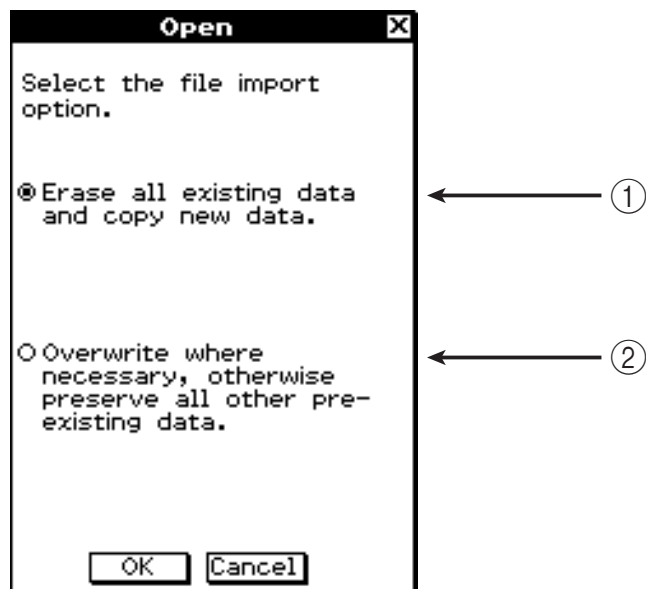 Open
Select the file import
option.
Erase all existing data
and copy new data.
①
Overwrite where
necessary, otherwise
preserve all other pre-
existing data.
②
OK Cancel